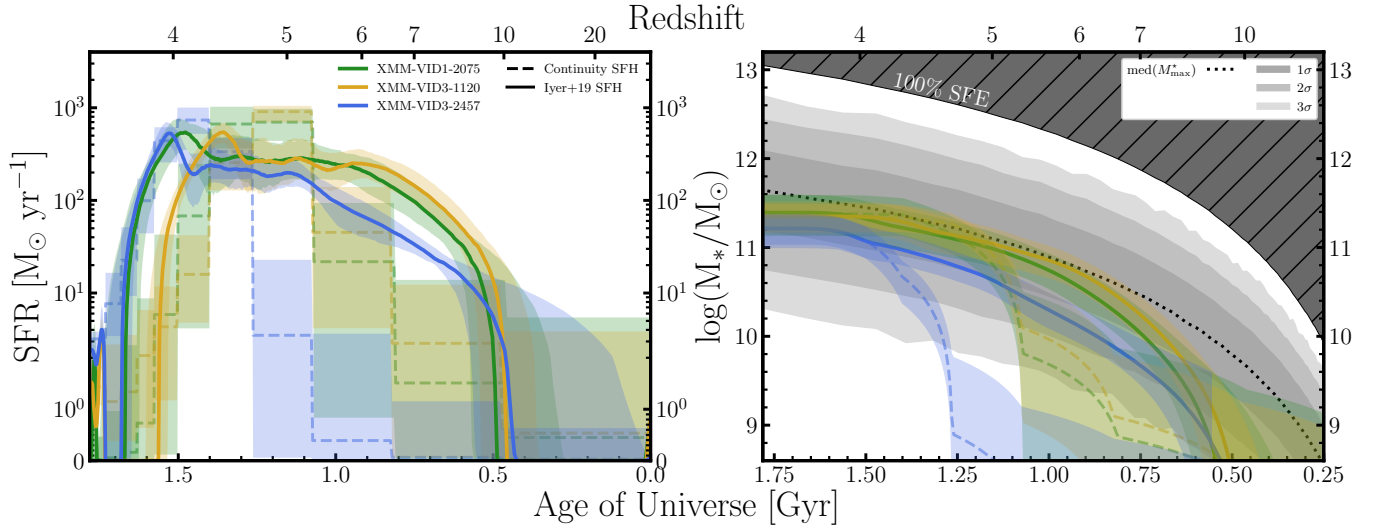 Redshift
4 5 6 7 10 20
4 5 6 7 10
XMM-VID1-2075
XMM-VID3-1120
XMM-VID3-2457
Continuity SFH
Iyer+19 SFH
SFR [M⊙ yr⁻¹]
10³
10²
10¹
10⁰
0
10³
10²
10¹
10⁰
0
1.5 1.0 0.5 0.0
100% SFE
med(M*max)
1σ
2σ
3σ
log(M*/M⊙)
13
12
11
10
9
13
12
11
10
9
1.75 1.50 1.25 1.00 0.75 0.50 0.25
Age of Universe [Gyr]